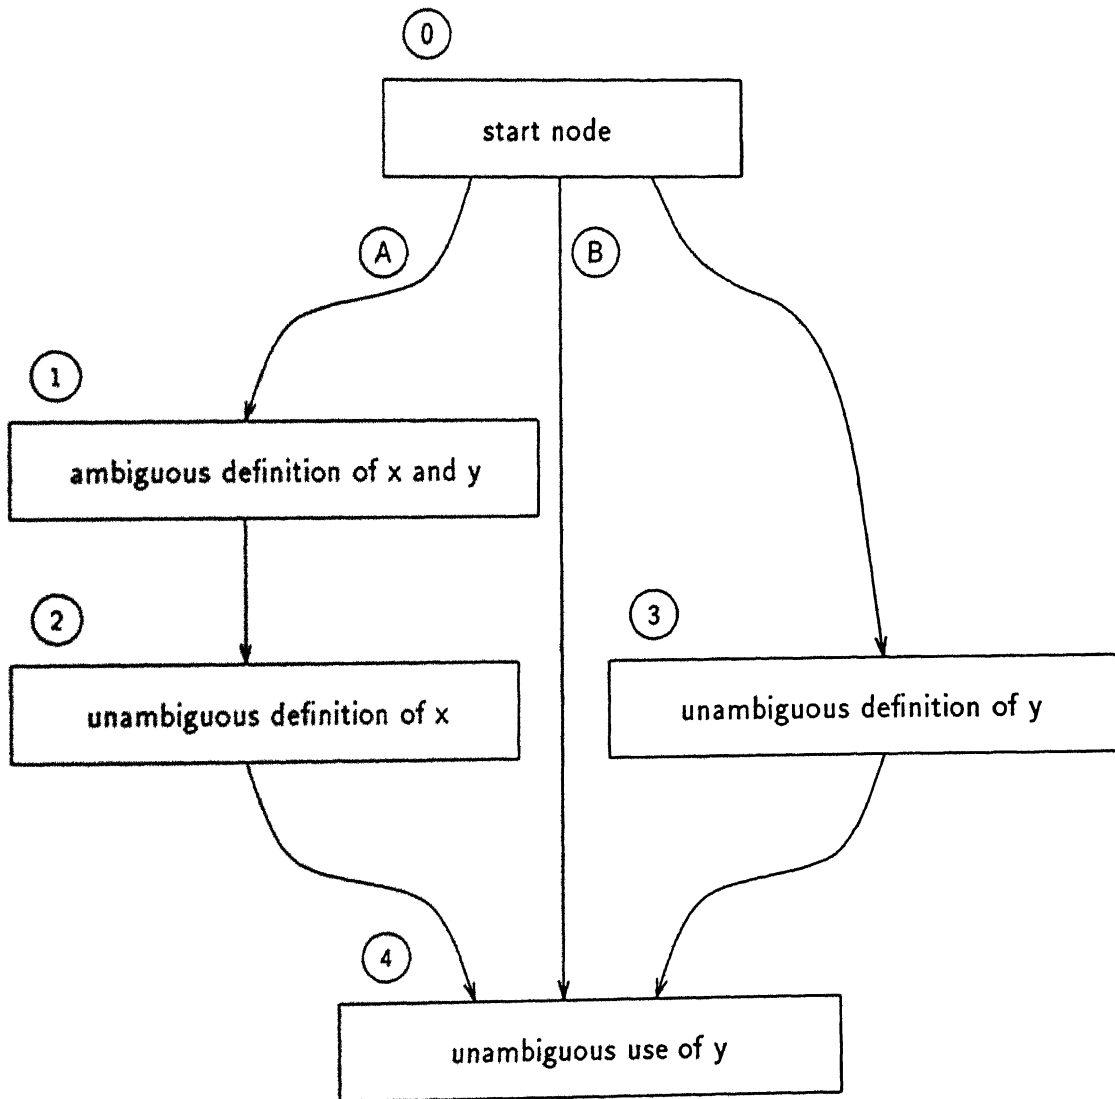 0
start node
A
B
1
ambiguous definition of x and y
2
3
unambiguous definition of x
unambiguous definition of y
4
unambiguous use of y